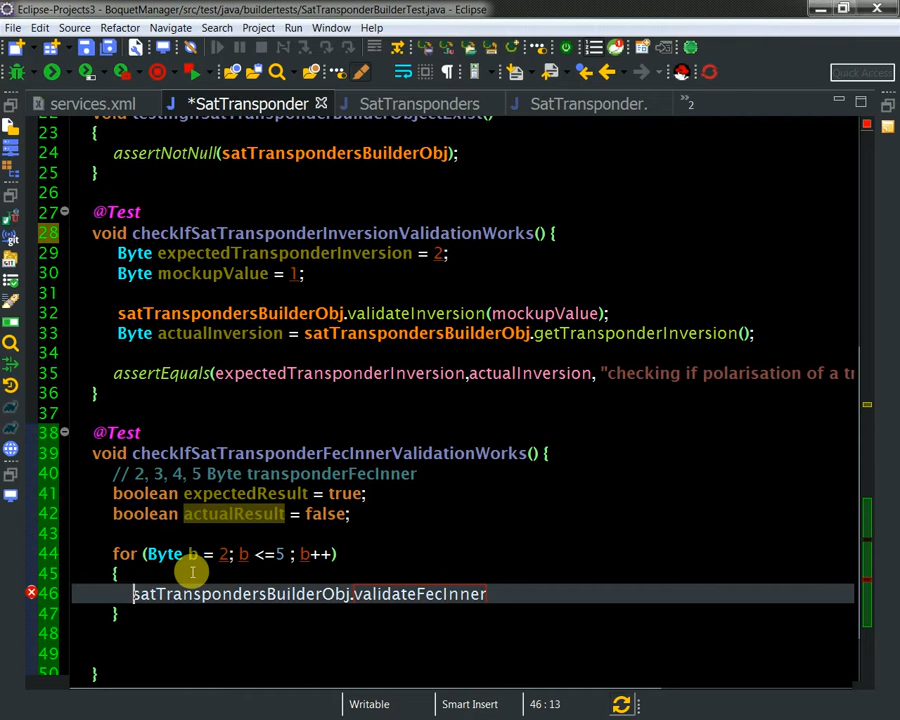 Eclipse-Projects3 - BoquetManager/src/test/java/buildertests/SatTransponderBuilderTest.java - Eclipse
File Edit Source Refactor Navigate Search Project Run Window Help
Quick Access
services.xml *SatTransponder SatTransponders SatTransponder. »2
23 {
24 assertNotNull(satTranspondersBuilderObj);
25 }
26
27 @Test
28 void checkIfSatTransponderInversionValidationWorks() {
29 Byte expectedTransponderInversion = 2;
30 Byte mockupValue = 1;
31
32 satTranspondersBuilderObj.validateInversion(mockupValue);
33 Byte actualInversion = satTranspondersBuilderObj.getTransponderInversion();
34
35 assertEquals(expectedTransponderInversion,actualInversion, "checking if polarisation of a tr
36 }
37
38 @Test
39 void checkIfSatTransponderFecInnerValidationWorks() {
40 // 2, 3, 4, 5 Byte transponderFecInner
41 boolean expectedResult = true;
42 boolean actualResult = false;
43
44 for (Byte b = 2; b <=5 ; b++)
45 {
46 satTranspondersBuilderObj.validateFecInner
47 }
48
49
50 }
Writable Smart Insert 46 : 13